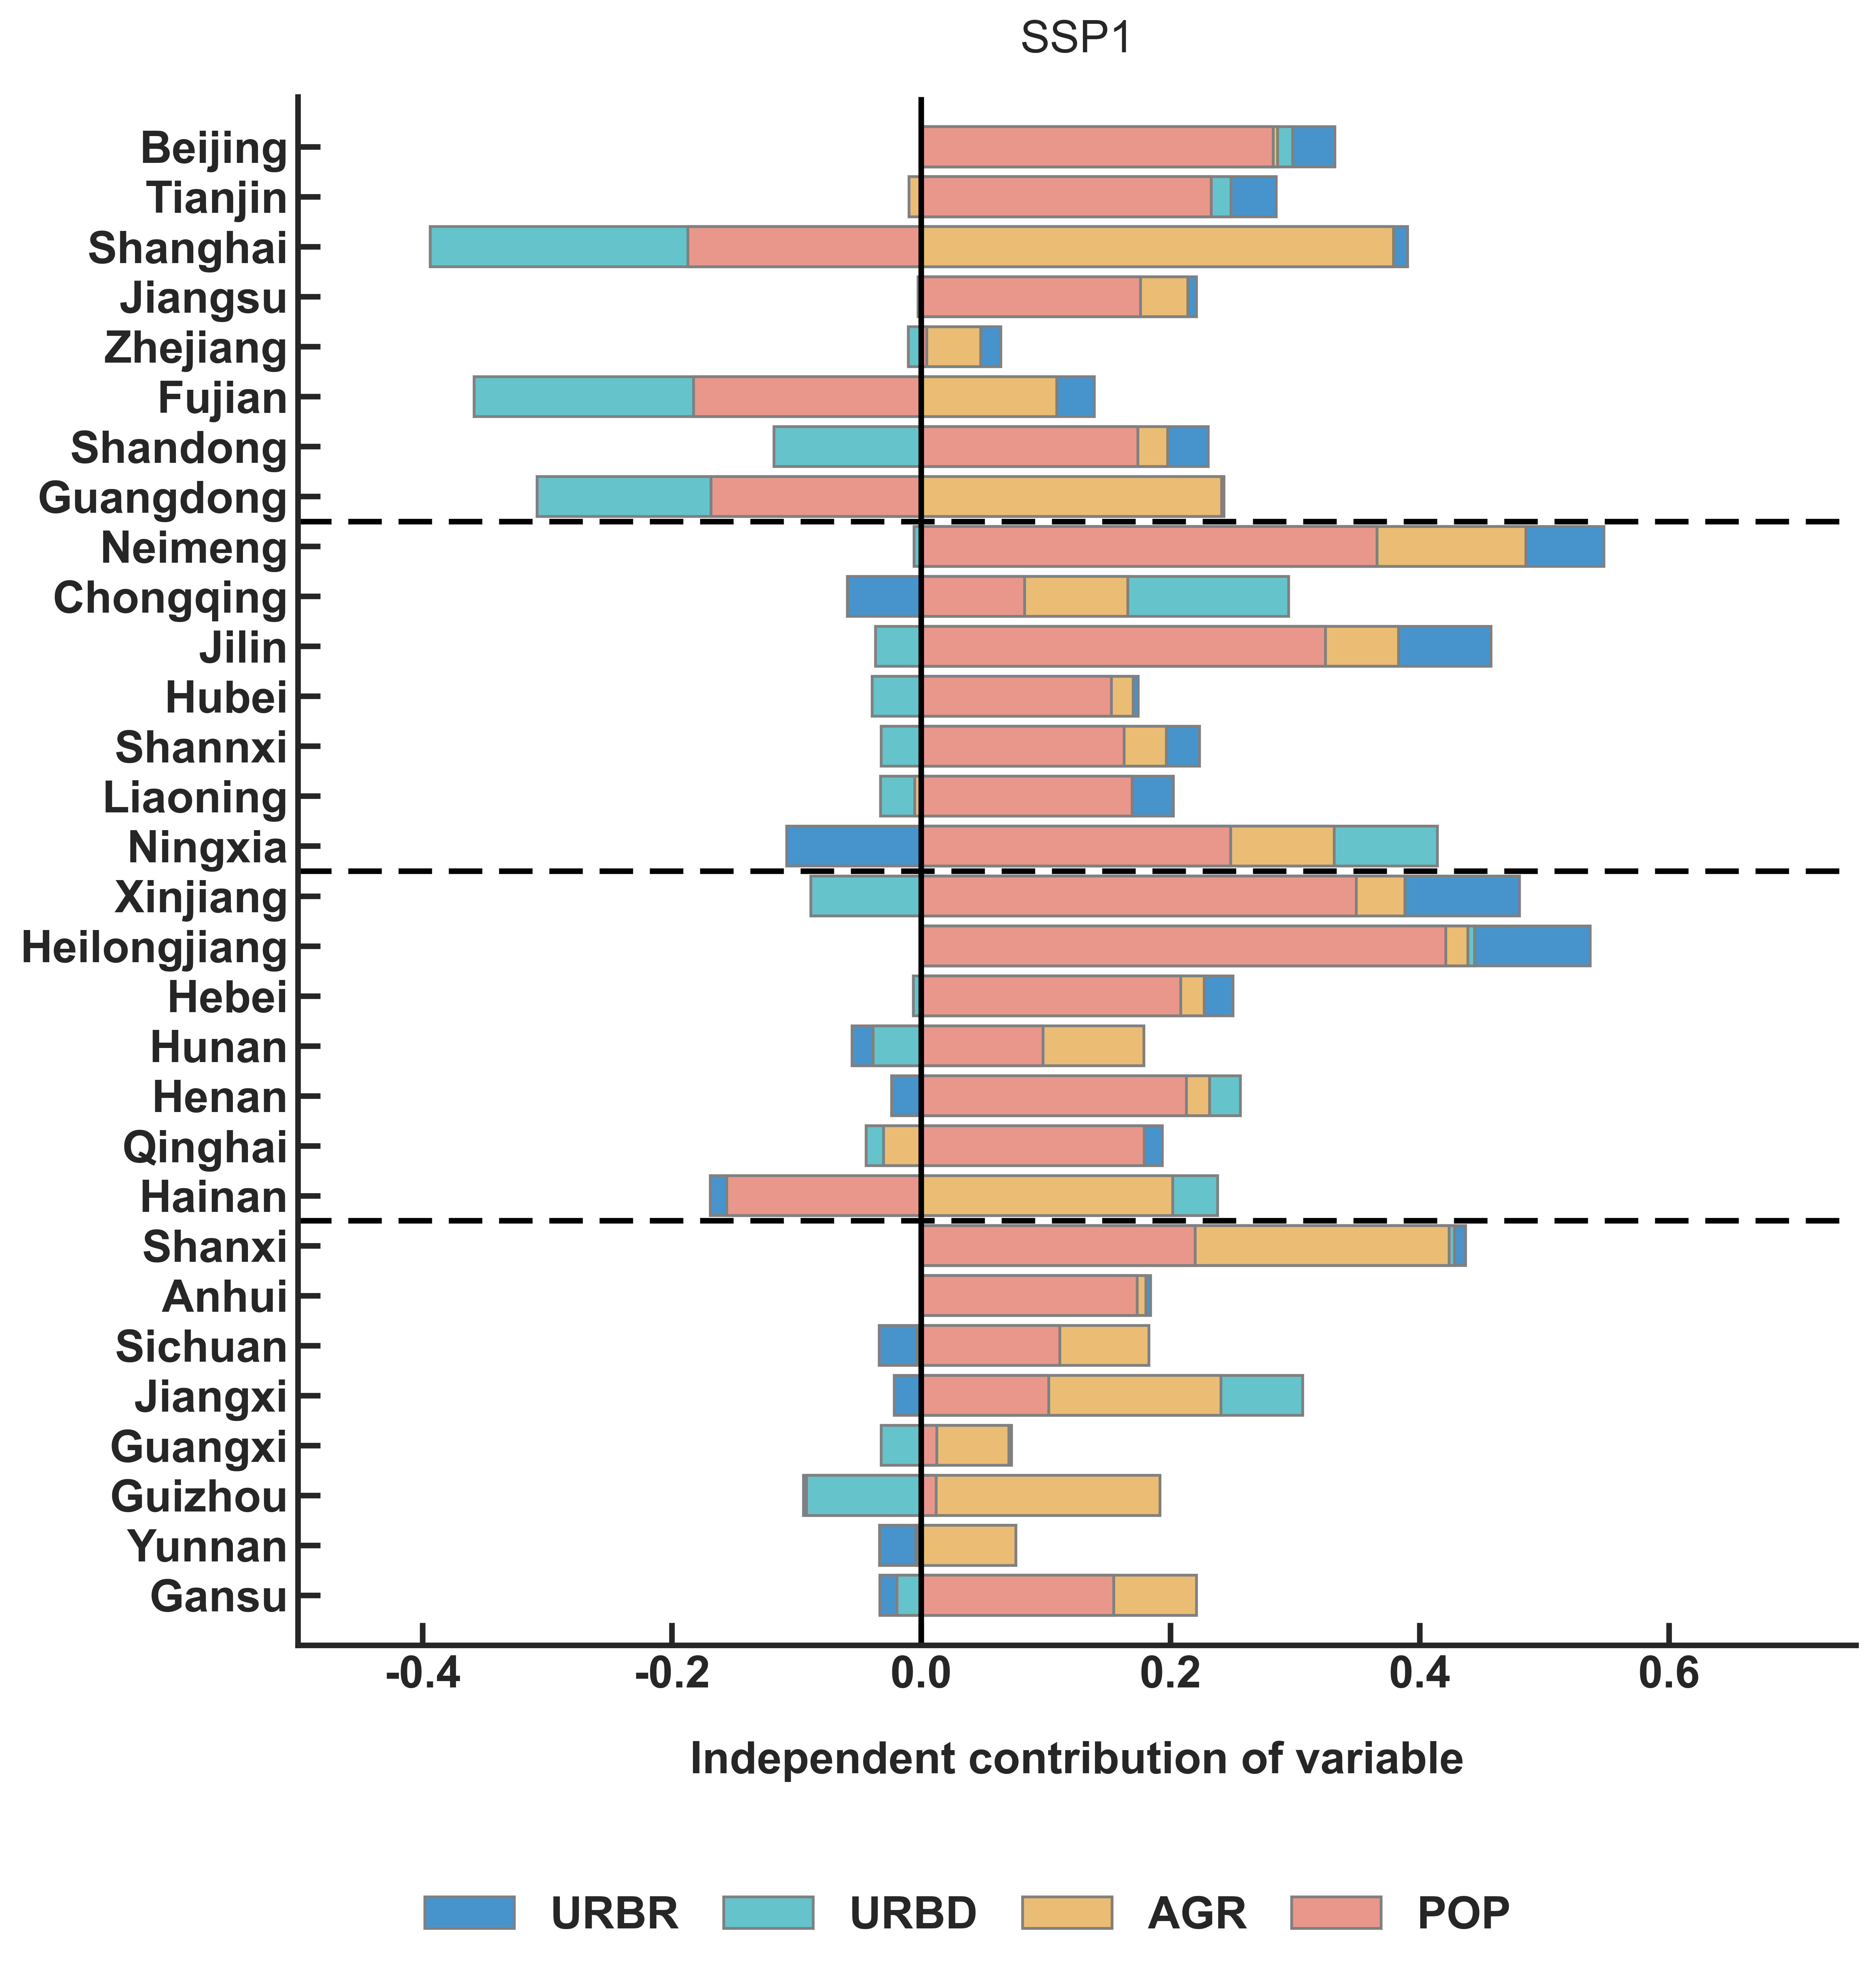 SSP1
Beijing
Tianjin
Shanghai
Jiangsu
Zhejiang
Fujian
Shandong
Guangdong
Neimeng
Chongqing
Jilin
Hubei
Shannxi
Liaoning
Ningxia
Xinjiang
Heilongjiang
Hebei
Hunan
Henan
Qinghai
Hainan
Shanxi
Anhui
Sichuan
Jiangxi
Guangxi
Guizhou
Yunnan
Gansu
-0.4 -0.2 0.0 0.2 0.4 0.6
Independent contribution of variable
URBR URBD AGR POP